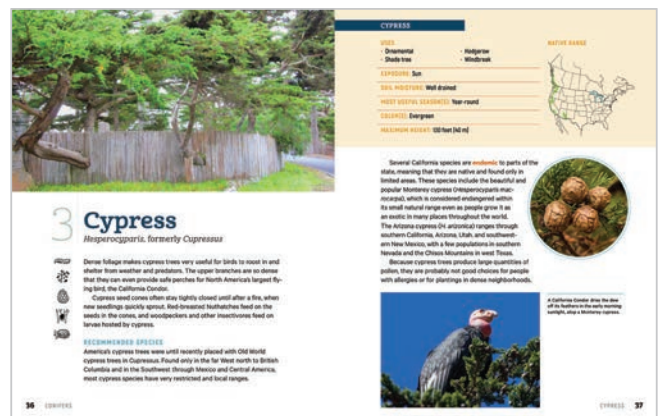 3
Cypress
Hesperocyparis, formerly Cupressus
Dense foliage makes cypress trees very useful for birds to roost in and
shelter from weather and predators. The upper branches are so dense
that they can even provide safe perches for North America's largest fly-
ing bird, the California Condor.
Cypress seed cones often stay tightly closed until after a fire, when
new seedlings quickly sprout. Red-breasted Nuthatches feed on the
seeds in the cones, and woodpeckers and other insectivores feed on
larvae hosted by cypress.
RECOMMENDED SPECIES
America's cypress trees were until recently placed with Old World
cypress trees in Cupressus. Found only in the far West north to British
Columbia and in the Southwest through Mexico and Central America,
most cypress species have very restricted and local ranges.
36 CONIFERS
CYPRESS
USES
· Ornamental
· Shade tree
· Hedgerow
· Windbreak
EXPOSURE: Sun
SOIL MOISTURE: Well drained
MOST USEFUL SEASON(S): Year-round
COLOR(S): Evergreen
MAXIMUM HEIGHT: 130 feet (40 m)
NATIVE RANGE
Several California species are endemic to parts of the
state, meaning that they are native and found only in
limited areas. These species include the beautiful and
popular Monterey cypress (Hesperocyparis mac-
rocarpa), which is considered endangered within
its small natural range even as people grow it as
an exotic in many places throughout the world.
The Arizona cypress (H. arizonica) ranges through
southern California, Arizona, Utah, and southwest-
ern New Mexico, with a few populations in southern
Nevada and the Chisos Mountains in west Texas.
Because cypress trees produce large quantities of
pollen, they are probably not good choices for people
with allergies or for plantings in dense neighborhoods.
A California Condor dries the dew
off its feathers in the early morning
sunlight, atop a Monterey cypress.
CYPRESS 37